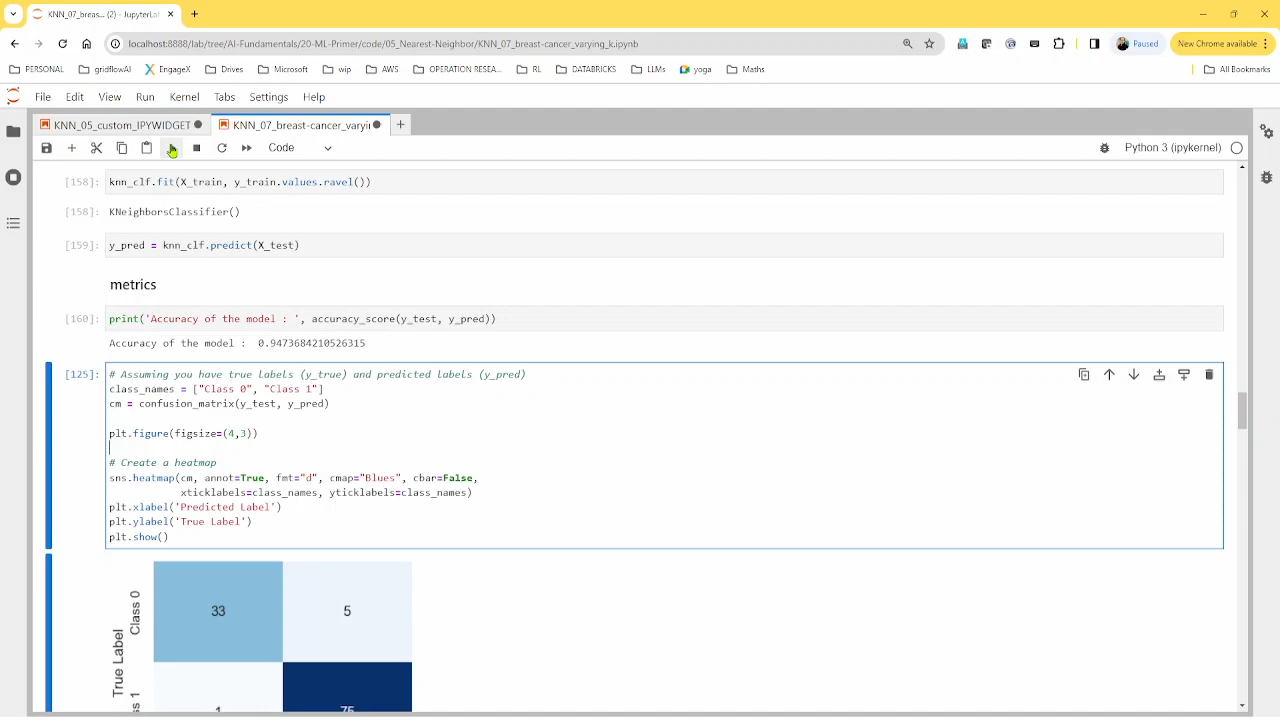 KNN_07_breas... (2) - JupyterLa
localhost:8888/lab/tree/AI-Fundamentals/20-ML-Primer/code/05_Nearest-Neighbor/KNN_07_breast-cancer_varying_k.ipynb
Paused
New Chrome available
PERSONAL
gridflowAI
EngageX
Drives
Microsoft
wip
AWS
OPERATION RESEA...
RL
DATABRICKS
LLMs
yoga
Maths
All Bookmarks
File Edit View Run Kernel Tabs Settings Help
KNN_05_custom_IPYWIDGET
KNN_07_breast-cancer_varyi
Code
Python 3 (ipykernel)
[158]: knn_clf.fit(X_train, y_train.values.ravel())
[158]: KNeighborsClassifier()
[159]: y_pred = knn_clf.predict(X_test)
metrics
[160]: print('Accuracy of the model : ', accuracy_score(y_test, y_pred))
Accuracy of the model :  0.9473684210526315
[125]: # Assuming you have true labels (y_true) and predicted labels (y_pred)
class_names = ["Class 0", "Class 1"]
cm = confusion_matrix(y_test, y_pred)
plt.figure(figsize=(4,3))
# Create a heatmap
sns.heatmap(cm, annot=True, fmt="d", cmap="Blues", cbar=False,
xticklabels=class_names, yticklabels=class_names)
plt.xlabel('Predicted Label')
plt.ylabel('True Label')
plt.show()
True Label
Class 0
33
5
ss 1
1
75